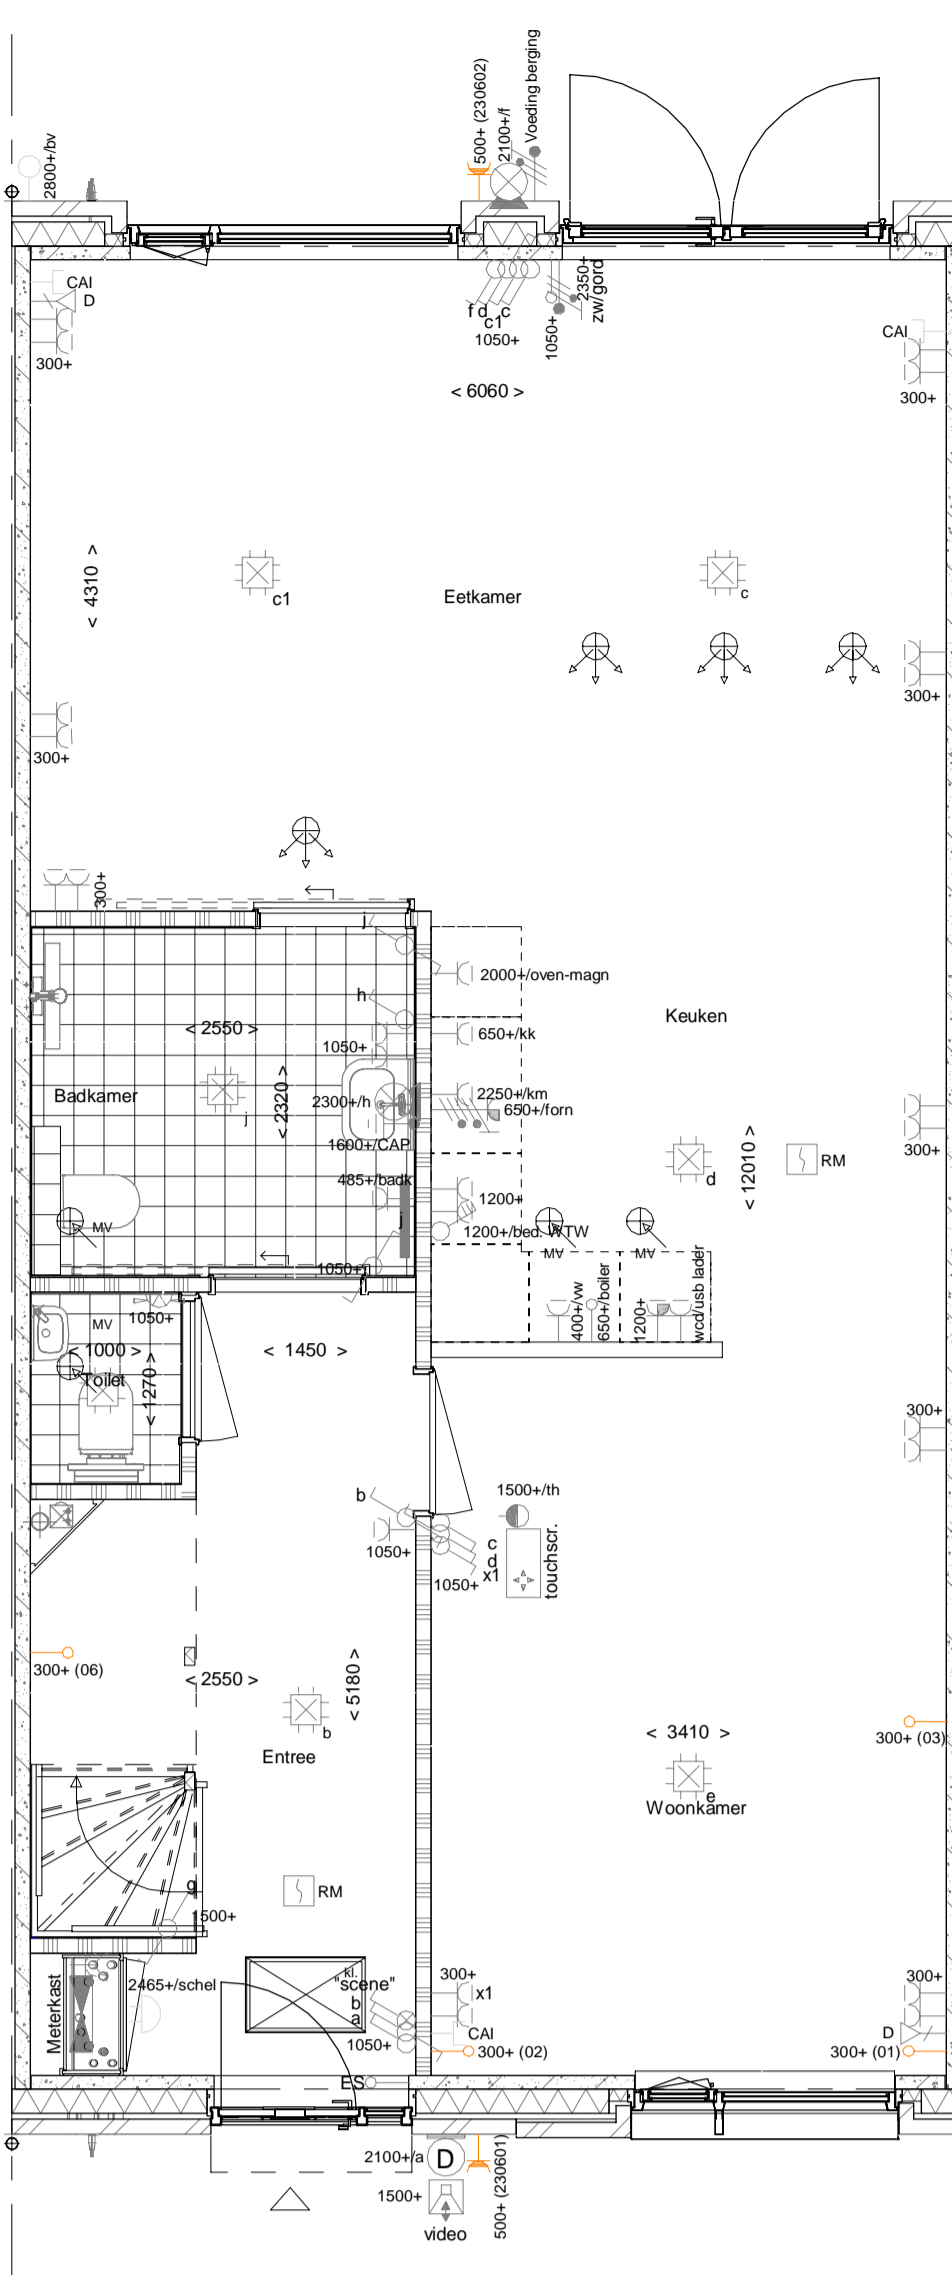 500+ (230602)
2100+/f
Voeding berging
2800+/bv
CAI
D
300+
f d c
c1
1050+
1050+
2350+
zw/gord
CAI
300+
< 6060 >
< 4310 >
c1
Eetkamer
c
300+
300+
300+
j
2000+/oven-magn
h
< 2550 >
1050+
650+/kk
Keuken
Badkamer
j
< 2320 >
2300+/h
2250+/km
650+/forn
1600+/CAP
300+
d
< 12010 >
RM
485+/badk
1200+
MV
j
1200+/bed. WTW
MV
MV
1050+
400+/vw
650+/boiler
1200+
wcd/usb lader
1050+
MV
< 1000 >
< 1450 >
Toilet
< 1270 >
300+
b
1500+/th
1050+
c
d
x1
1050+
touchscr.
300+ (06)
< 2550 >
< 5180 >
b
Entree
< 3410 >
300+ (03)
e
Woonkamer
g
1500+
RM
Meterkast
2465+/schel
kl.
"scene"
b
a
1050+
300+
x1
CAI
300+ (02)
300+
D
300+ (01)
ES
2100+/a
D
1500+
video
500+ (230601)